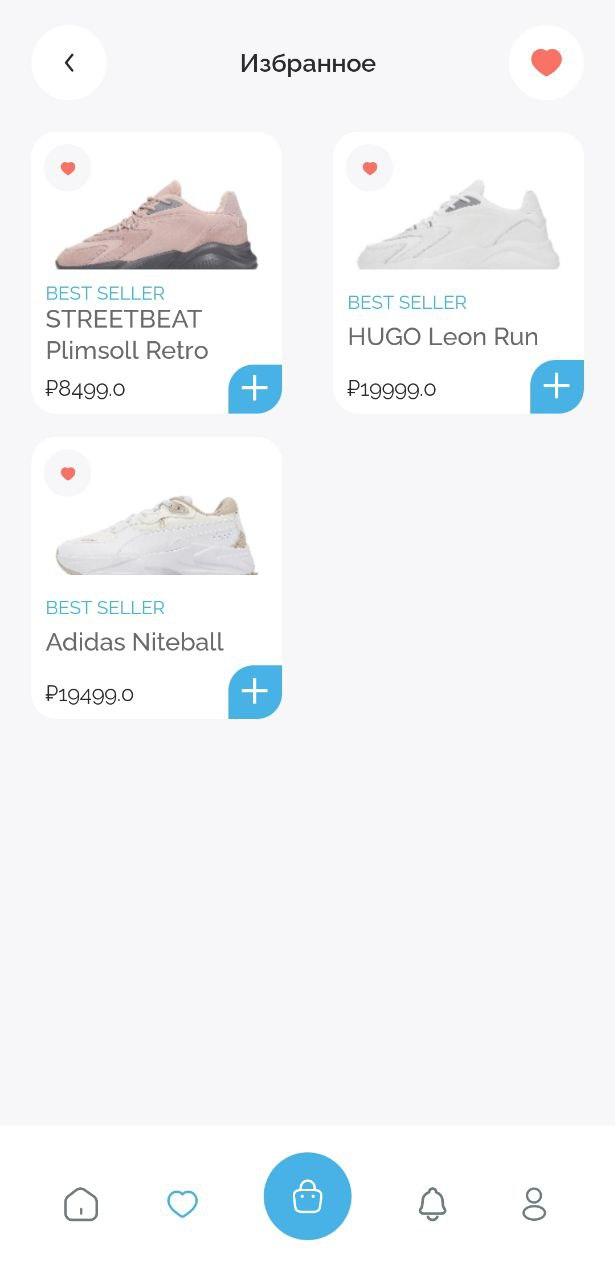 Избранное
BEST SELLER
STREETBEAT
Plimsoll Retro
₽8499.0
BEST SELLER
HUGO Leon Run
₽19999.0
BEST SELLER
Adidas Niteball
₽19499.0